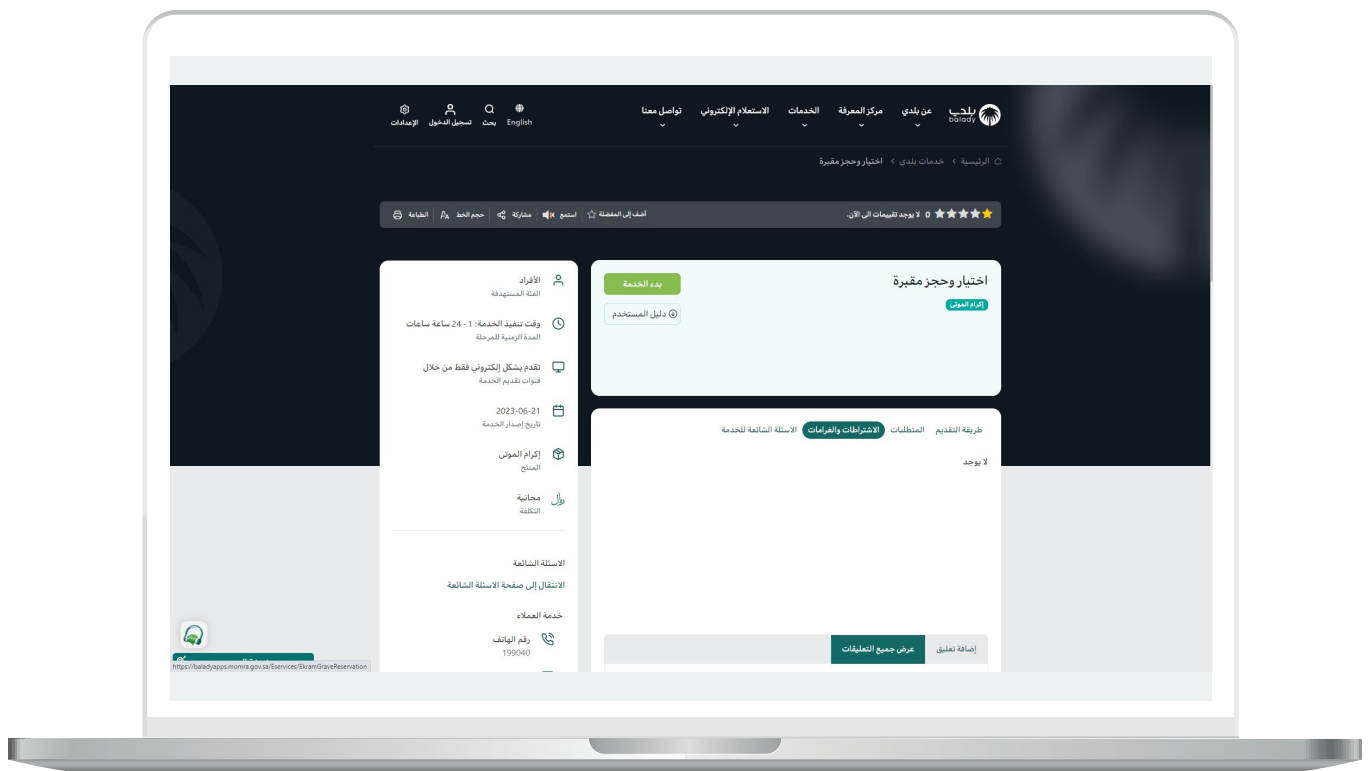 بلدي
balady
عن بلدي
مركز المعرفة
الخدمات
الاستعلام الإلكتروني
تواصل معنا
English
بحث
تسجيل الدخول
الإعدادات
الرئيسية › خدمات بلدي › اختيار وحجز مقبرة
0 لا يوجد تقييمات الى الآن.
أضف إلى المفضلة
استمع
مشاركة
حجم الخط
الطباعة
اختيار وحجز مقبرة
إكرام الموتى
بدء الخدمة
دليل المستخدم
طريقة التقديم
المتطلبات
الاشتراطات والغرامات
الاسئلة الشائعة للخدمة
لا يوجد
إضافة تعليق
عرض جميع التعليقات
الأفراد
الفئة المستهدفة
وقت تنفيذ الخدمة: 1 - 24 ساعة ساعات
المدة الزمنية للمرحلة
تقدم بشكل إلكتروني فقط من خلال
قنوات تقديم الخدمة
2023-06-21
تاريخ إصدار الخدمة
إكرام الموتى
المنتج
مجانية
التكلفة
الاسئلة الشائعة
الانتقال إلى صفحة الاسئلة الشائعة
خدمة العملاء
رقم الهاتف
199040
https://baladyapps.momra.gov.sa/Eservices/EkramGraveReservation